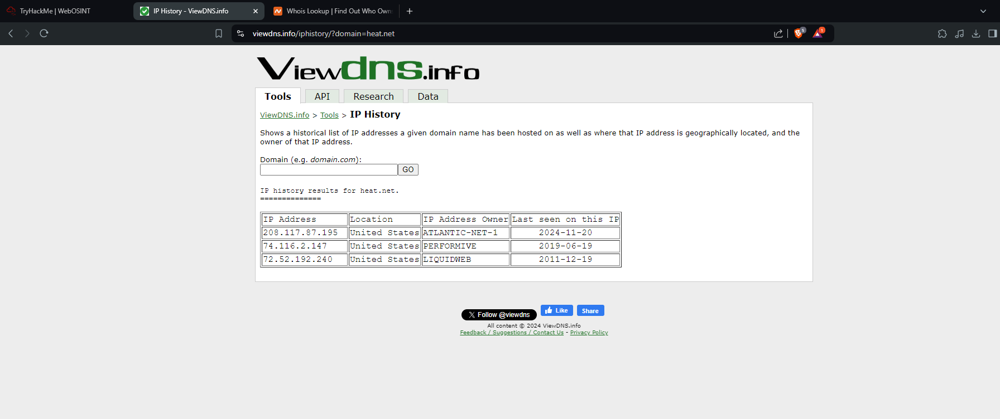 TryHackMe | WebOSINT
IP History - ViewDNS.info
Whois Lookup | Find Out Who Owns
viewdns.info/iphistory/?domain=heat.net
5
1
Viewdns.info
Tools
API
Research
Data
ViewDNS.info > Tools > IP History
Shows a historical list of IP addresses a given domain name has been hosted on as well as where that IP address is geographically located, and the
owner of that IP address.
Domain (e.g. domain.com):
GO
IP history results for heat.net.
==============
IP Address Location IP Address Owner Last seen on this IP
208.117.87.195 United States ATLANTIC-NET-1 2024-11-20
74.116.2.147 United States PERFORMIVE 2019-06-19
72.52.192.240 United States LIQUIDWEB 2011-12-19
Follow @viewdns
Like
Share
All content © 2024 ViewDNS.info
Feedback / Suggestions / Contact Us - Privacy Policy